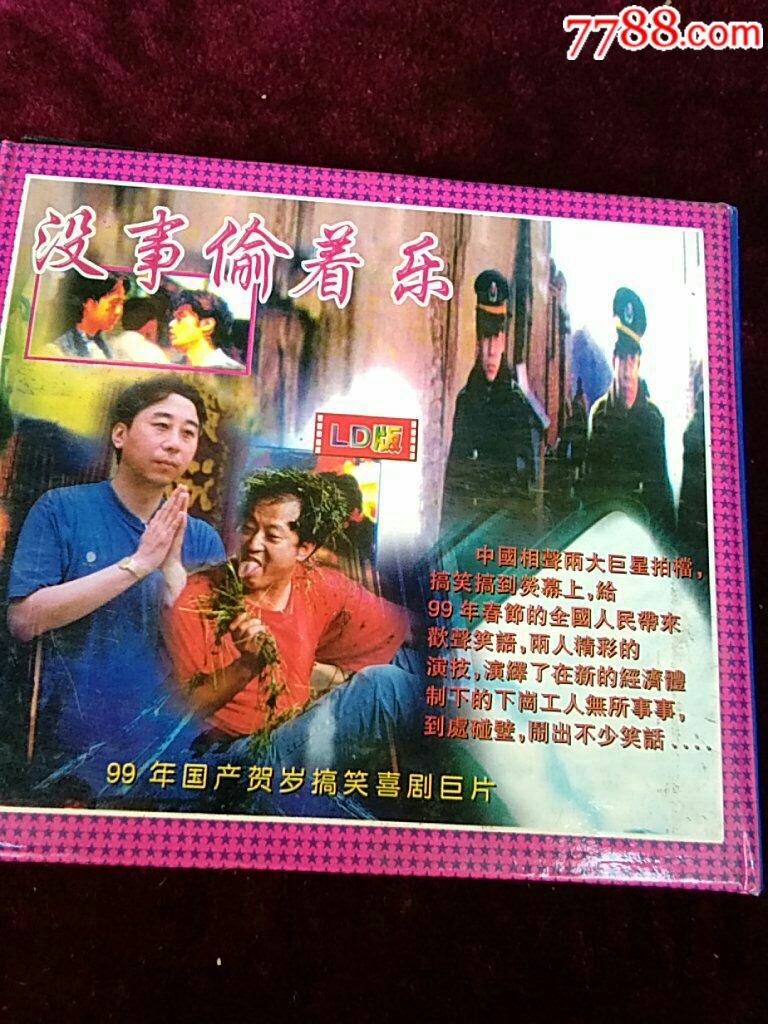 7788.com
没事偷着乐
LD版
中國相聲兩大巨星拍檔,
搞笑搞到熒幕上,給
99年春節的全國人民帶來
歡聲笑語,兩人精彩的
演技,演繹了在新的經濟體
制下的下崗工人無所事事,
到處碰壁,鬧出不少笑話....
99年国产贺岁搞笑喜剧巨片